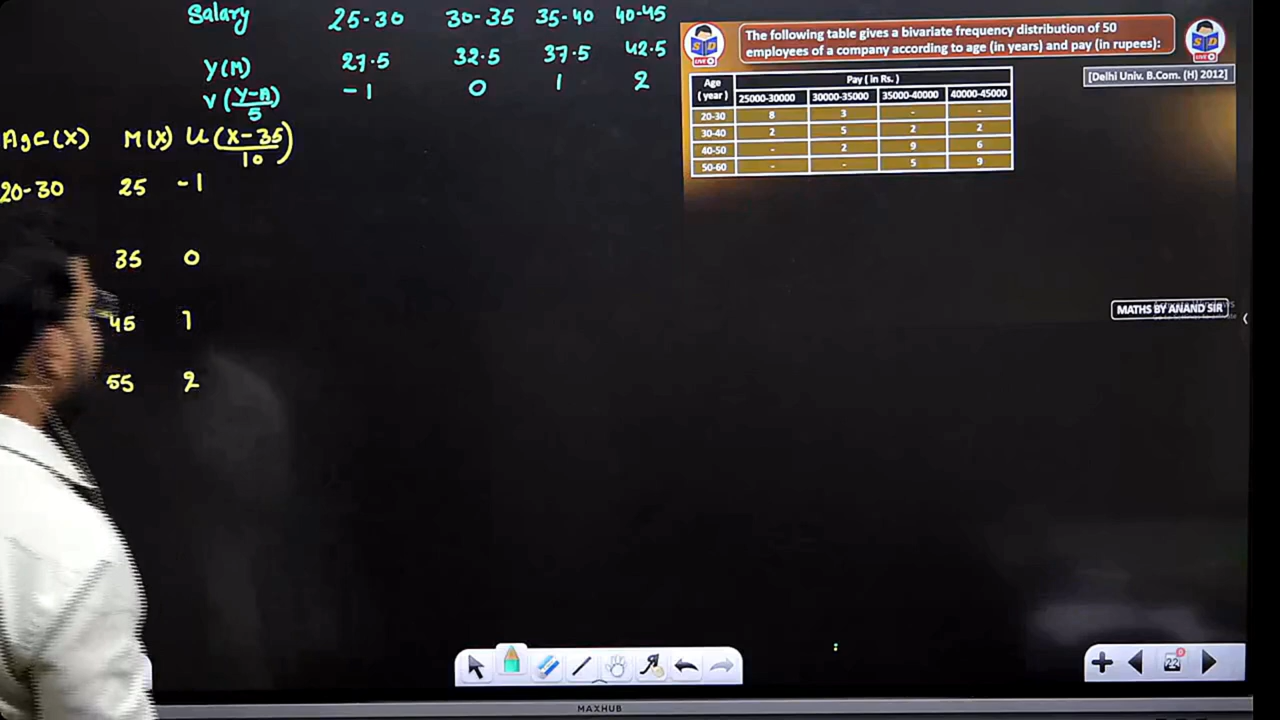 Salary 25-30 30-35 35-40 40-45
Y(M) 27.5 32.5 37.5 42.5
V(Y-A/5) -1 0 1 2
Age(X) M(X) U(X-35/10)
20-30 25 -1
35 0
45 1
55 2
The following table gives a bivariate frequency distribution of 50
employees of a company according to age (in years) and pay (in rupees):
[Delhi Univ. B.Com. (H) 2012]
Age (year) Pay ( in Rs. )
25000-30000 30000-35000 35000-40000 40000-45000
20-30 8 3 - -
30-40 2 5 2 2
40-50 - 2 9 6
50-60 - - 5 9
MATHS BY ANAND SIR
22
MAXHUB